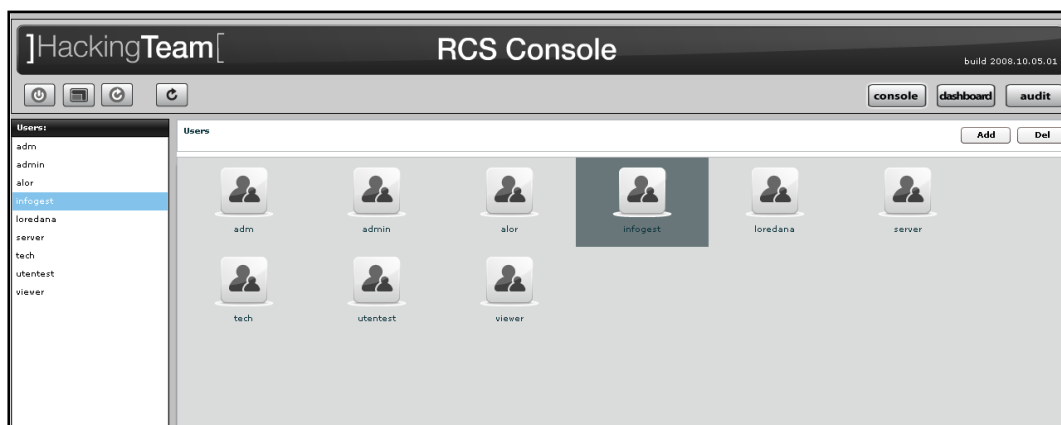 ]HackingTeam[
RCS Console
build 2008.10.05.01
console dashboard audit
Users:
adm
admin
alor
infogest
loredana
server
tech
utentest
viewer
Users
Add Del
adm admin alor infogest loredana server
tech utentest viewer